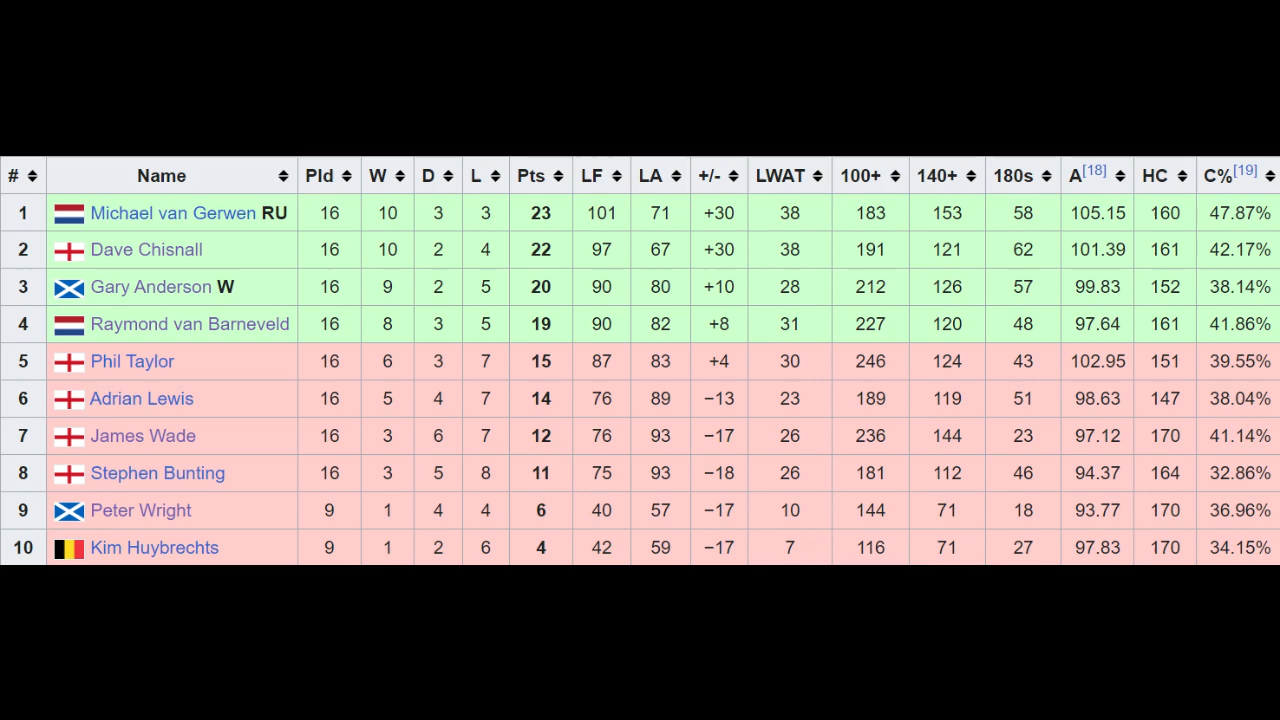 # Name Pld W D L Pts LF LA +/- LWAT 100+ 140+ 180s A[18] HC C%[19]
1 Michael van Gerwen RU 16 10 3 3 23 101 71 +30 38 183 153 58 105.15 160 47.87%
2 Dave Chisnall 16 10 2 4 22 97 67 +30 38 191 121 62 101.39 161 42.17%
3 Gary Anderson W 16 9 2 5 20 90 80 +10 28 212 126 57 99.83 152 38.14%
4 Raymond van Barneveld 16 8 3 5 19 90 82 +8 31 227 120 48 97.64 161 41.86%
5 Phil Taylor 16 6 3 7 15 87 83 +4 30 246 124 43 102.95 151 39.55%
6 Adrian Lewis 16 5 4 7 14 76 89 −13 23 189 119 51 98.63 147 38.04%
7 James Wade 16 3 6 7 12 76 93 −17 26 236 144 23 97.12 170 41.14%
8 Stephen Bunting 16 3 5 8 11 75 93 −18 26 181 112 46 94.37 164 32.86%
9 Peter Wright 9 1 4 4 6 40 57 −17 10 144 71 18 93.77 170 36.96%
10 Kim Huybrechts 9 1 2 6 4 42 59 −17 7 116 71 27 97.83 170 34.15%